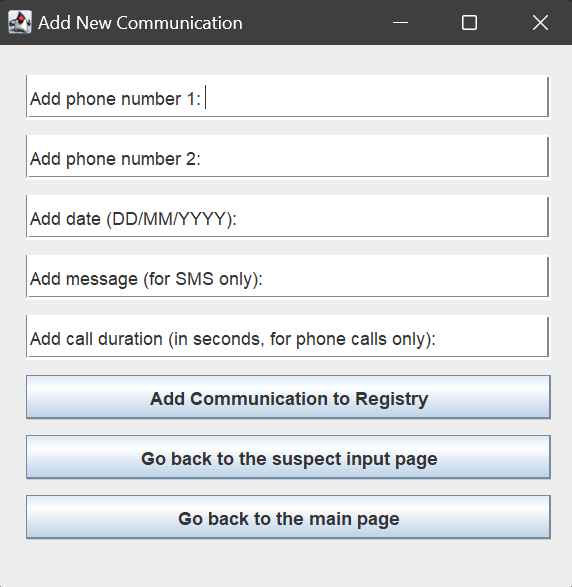 Add New Communication
Add phone number 1:
Add phone number 2:
Add date (DD/MM/YYYY):
Add message (for SMS only):
Add call duration (in seconds, for phone calls only):
Add Communication to Registry
Go back to the suspect input page
Go back to the main page